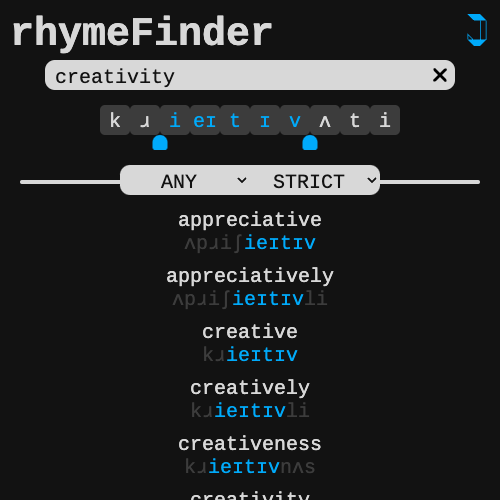 rhymeFinder
creativity
k ɹ i eɪ t ɪ v ʌ t i
ANY STRICT
appreciative
ʌpɹiʃieɪtɪv
appreciatively
ʌpɹiʃieɪtɪvli
creative
kɹieɪtɪv
creatively
kɹieɪtɪvli
creativeness
kɹieɪtɪvnʌs
creativity